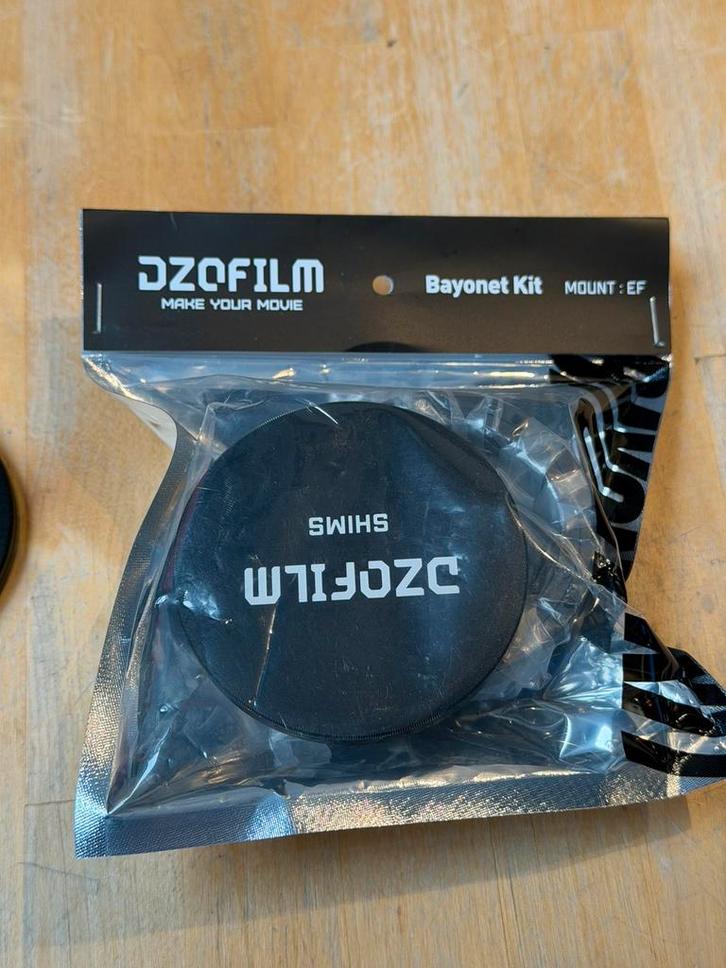 DZOFILM
MAKE YOUR MOVIE
Bayonet Kit MOUNT : EF
DZOFILM
SHIMS